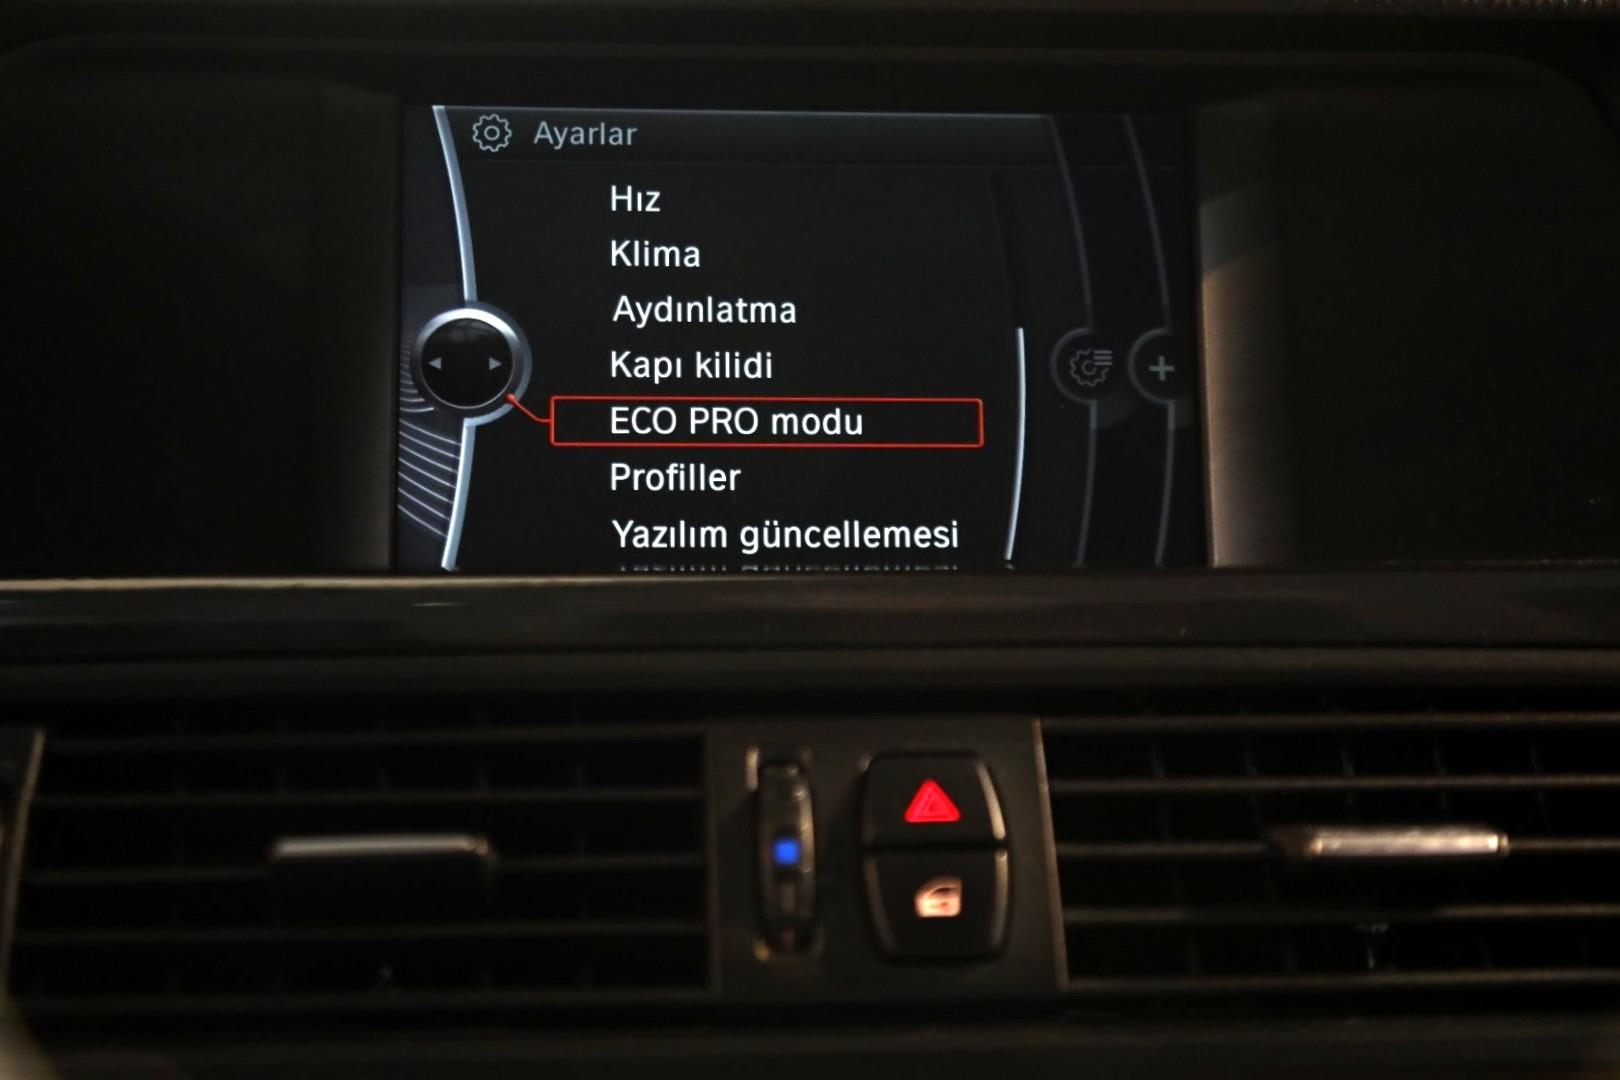 Ayarlar
Hız
Klima
Aydınlatma
Kapı kilidi
ECO PRO modu
Profiller
Yazılım güncellemesi